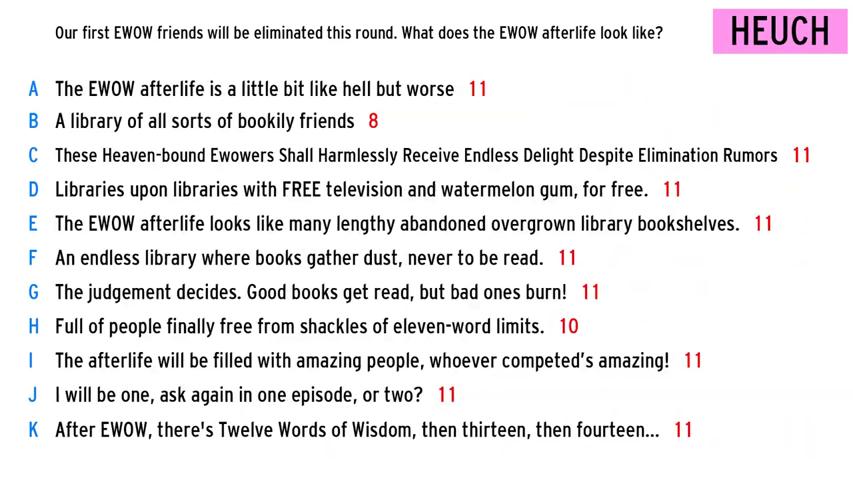 Our first EWOW friends will be eliminated this round. What does the EWOW afterlife look like?
HEUCH
A The EWOW afterlife is a little bit like hell but worse 11
B A library of all sorts of bookily friends 8
C These Heaven-bound Ewowers Shall Harmlessly Receive Endless Delight Despite Elimination Rumors 11
D Libraries upon libraries with FREE television and watermelon gum, for free. 11
E The EWOW afterlife looks like many lengthy abandoned overgrown library bookshelves. 11
F An endless library where books gather dust, never to be read. 11
G The judgement decides. Good books get read, but bad ones burn! 11
H Full of people finally free from shackles of eleven-word limits. 10
I The afterlife will be filled with amazing people, whoever competed's amazing! 11
J I will be one, ask again in one episode, or two? 11
K After EWOW, there's Twelve Words of Wisdom, then thirteen, then fourteen... 11